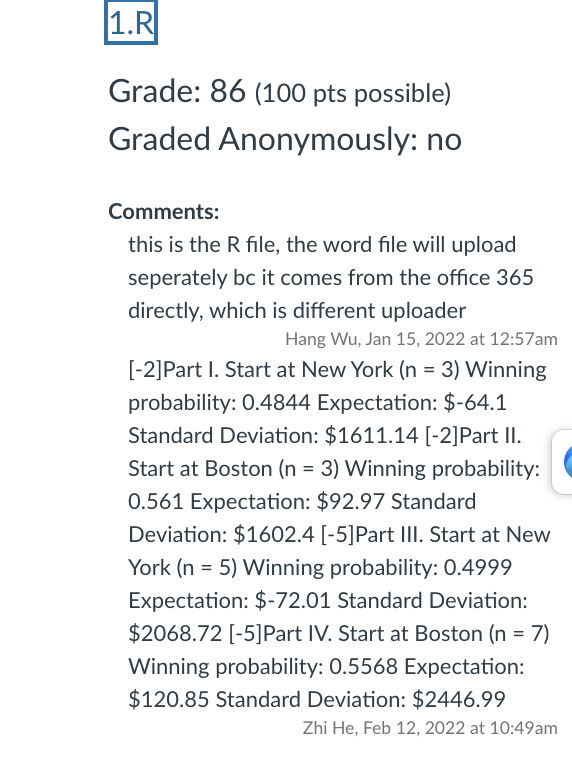 1.R
Grade: 86 (100 pts possible)
Graded Anonymously: no
Comments:
this is the R file, the word file will upload
seperately bc it comes from the office 365
directly, which is different uploader
Hang Wu, Jan 15, 2022 at 12:57am
[-2]Part I. Start at New York (n = 3) Winning
probability: 0.4844 Expectation: $-64.1
Standard Deviation: $1611.14 [-2]Part II.
Start at Boston (n = 3) Winning probability:
0.561 Expectation: $92.97 Standard
Deviation: $1602.4 [-5]Part III. Start at New
York (n = 5) Winning probability: 0.4999
Expectation: $-72.01 Standard Deviation:
$2068.72 [-5]Part IV. Start at Boston (n = 7)
Winning probability: 0.5568 Expectation:
$120.85 Standard Deviation: $2446.99
Zhi He, Feb 12, 2022 at 10:49am